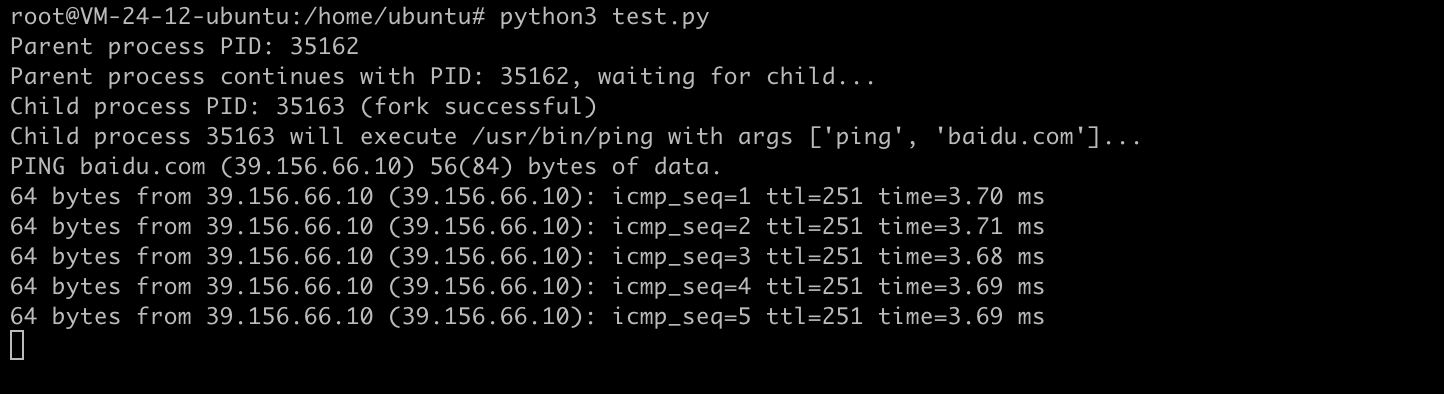 root@VM-24-12-ubuntu:/home/ubuntu# python3 test.py
Parent process PID: 35162
Parent process continues with PID: 35162, waiting for child...
Child process PID: 35163 (fork successful)
Child process 35163 will execute /usr/bin/ping with args ['ping', 'baidu.com']...
PING baidu.com (39.156.66.10) 56(84) bytes of data.
64 bytes from 39.156.66.10 (39.156.66.10): icmp_seq=1 ttl=251 time=3.70 ms
64 bytes from 39.156.66.10 (39.156.66.10): icmp_seq=2 ttl=251 time=3.71 ms
64 bytes from 39.156.66.10 (39.156.66.10): icmp_seq=3 ttl=251 time=3.68 ms
64 bytes from 39.156.66.10 (39.156.66.10): icmp_seq=4 ttl=251 time=3.69 ms
64 bytes from 39.156.66.10 (39.156.66.10): icmp_seq=5 ttl=251 time=3.69 ms